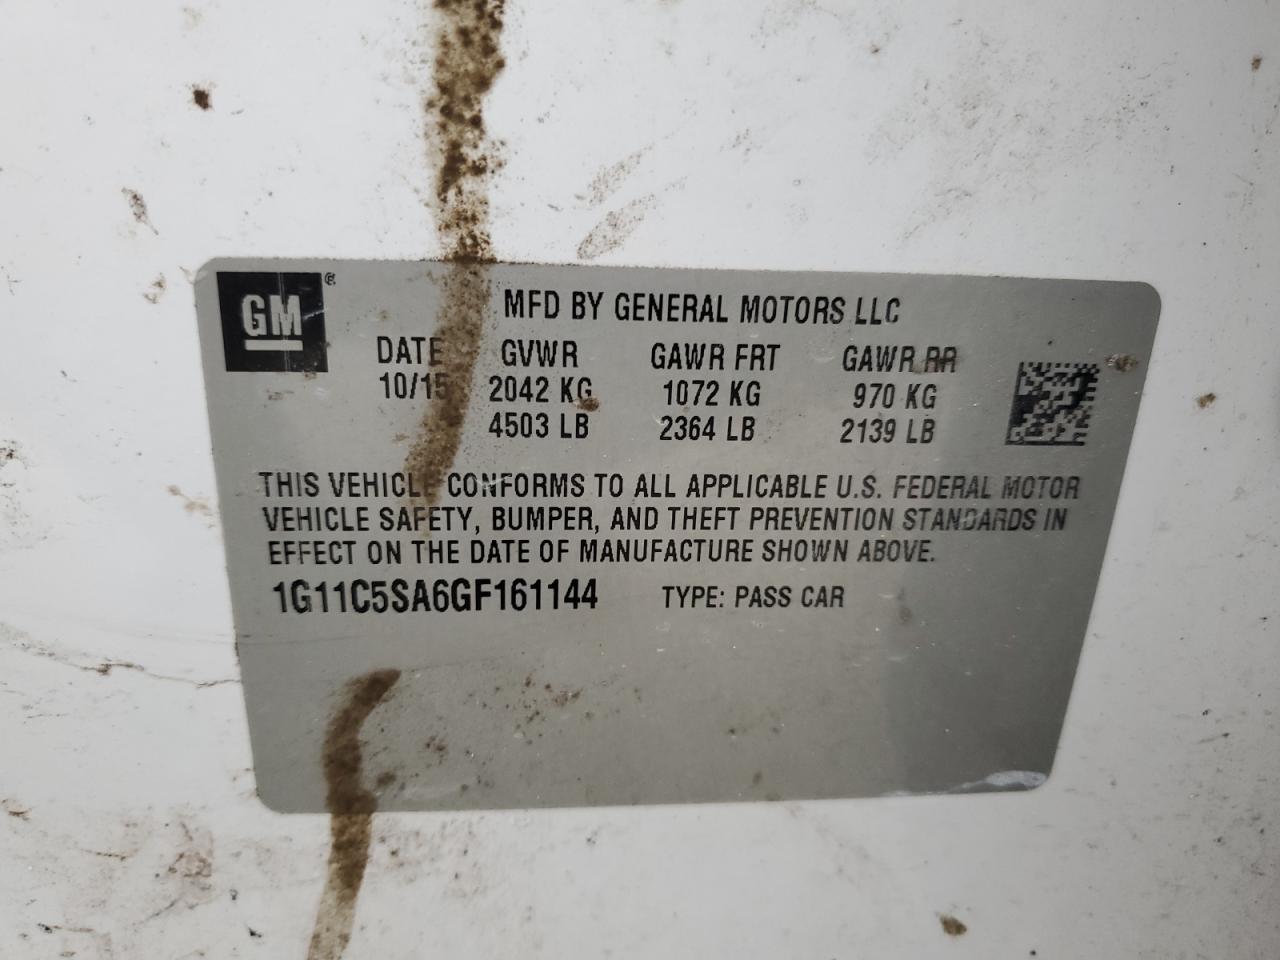 GM
MFD BY GENERAL MOTORS LLC
DATE GVWR GAWR FRT GAWR RR
10/15 2042 KG 1072 KG 970 KG
4503 LB 2364 LB 2139 LB
THIS VEHICLE CONFORMS TO ALL APPLICABLE U.S. FEDERAL MOTOR
VEHICLE SAFETY, BUMPER, AND THEFT PREVENTION STANDARDS IN
EFFECT ON THE DATE OF MANUFACTURE SHOWN ABOVE.
1G11C5SA6GF161144 TYPE: PASS CAR